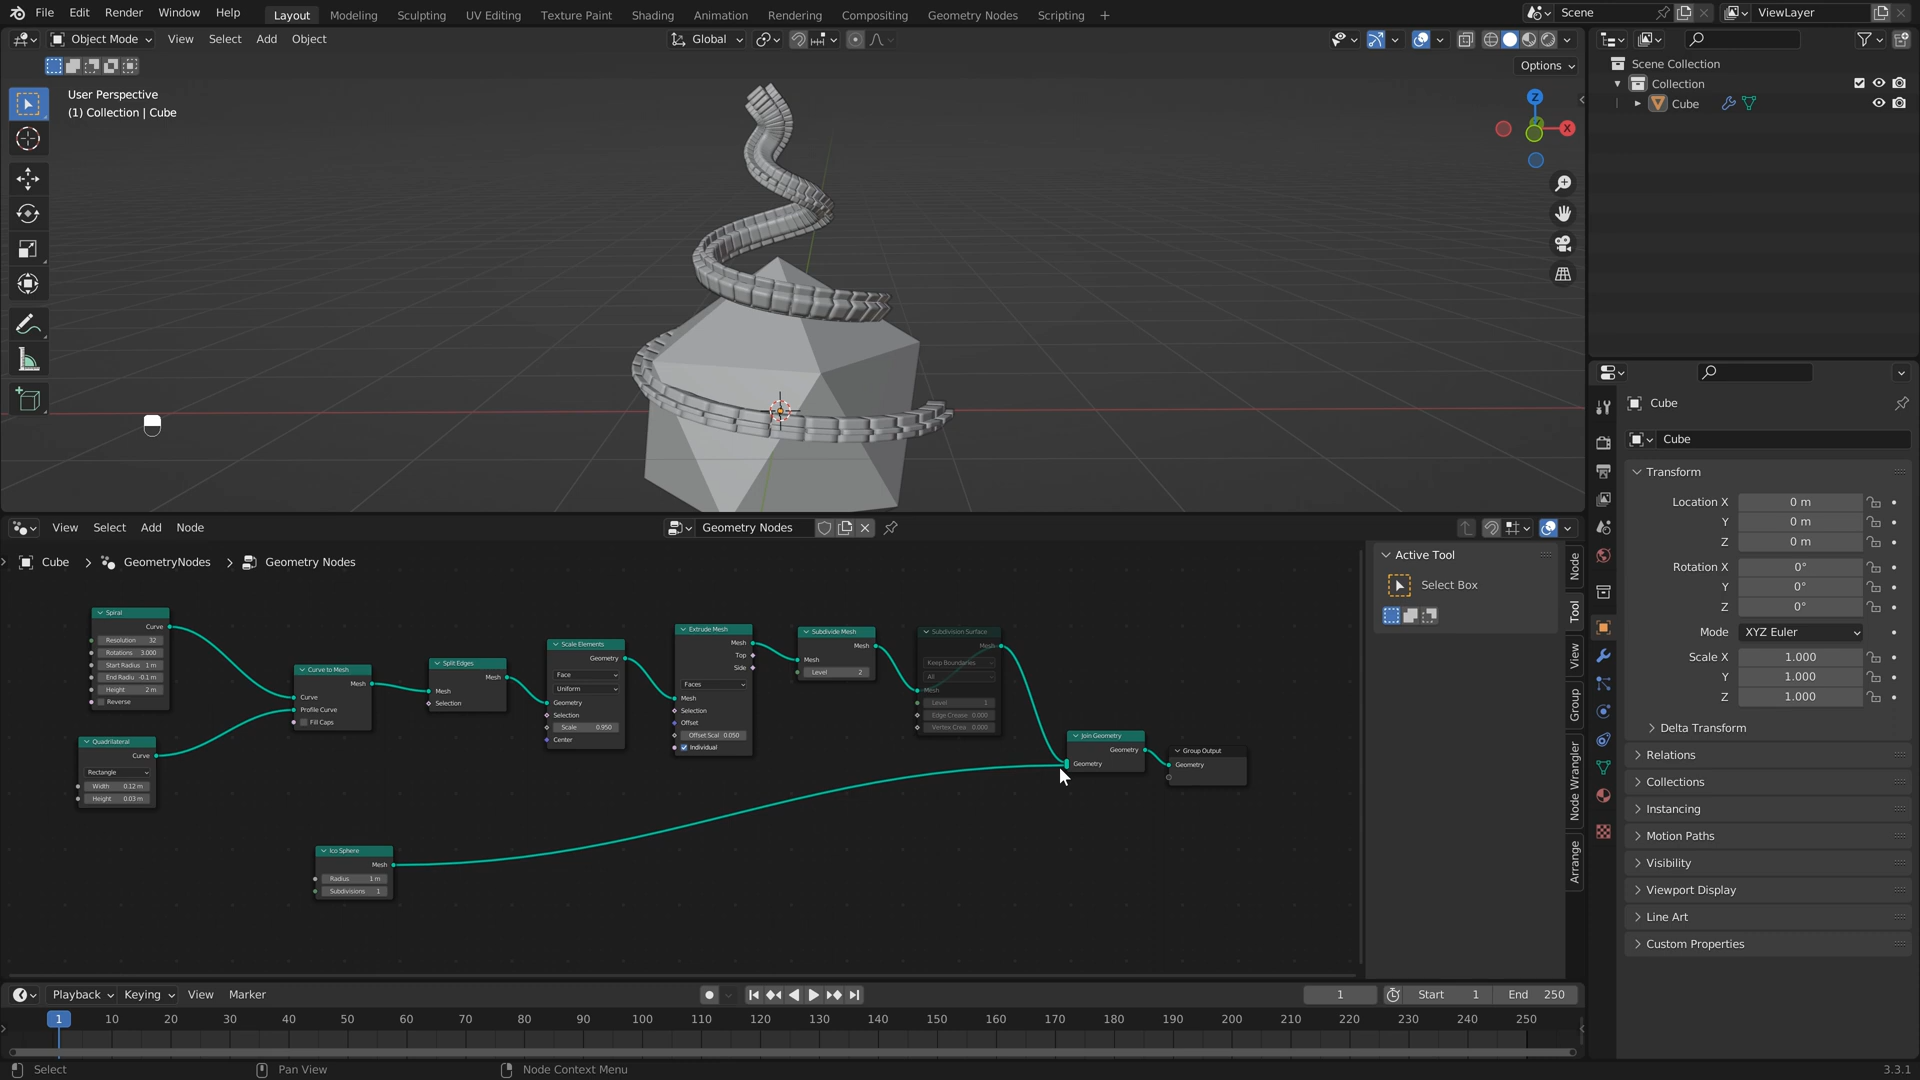 File Edit Render Window Help Layout Modeling Sculpting UV Editing Texture Paint Shading Animation Rendering Compositing Geometry Nodes Scripting + Scene ViewLayer
Object Mode View Select Add Object Global
Options
User Perspective
(1) Collection | Cube
Z
X
Scene Collection
Collection
Cube
View Select Add Node Geometry Nodes
Cube > GeometryNodes > Geometry Nodes
Spiral
Curve
Resolution 32
Rotations 3.000
Start Radius 1 m
End Radiu -0.1 m
Height 2 m
Reverse
Quadrilateral
Curve
Rectangle
Width 0.12 m
Height 0.03 m
Curve to Mesh
Mesh
Curve
Profile Curve
Fill Caps
Split Edges
Mesh
Mesh
Selection
Scale Elements
Geometry
Face
Uniform
Geometry
Selection
Scale 0.950
Center
Extrude Mesh
Mesh
Top
Side
Faces
Mesh
Selection
Offset
Offset Scal 0.050
Individual
Subdivide Mesh
Mesh
Mesh
Level 2
Subdivision Surface
Mesh
Keep Boundaries
All
Mesh
Level 1
Edge Crease 0.000
Vertex Crea 0.000
Join Geometry
Geometry
Geometry
Group Output
Geometry
Ico Sphere
Mesh
Radius 1 m
Subdivisions 1
Active Tool
Select Box
Node
Tool
View
Group
Node Wrangler
Arrange
Cube
Cube
Transform
Location X 0 m
Y 0 m
Z 0 m
Rotation X 0°
Y 0°
Z 0°
Mode XYZ Euler
Scale X 1.000
Y 1.000
Z 1.000
Delta Transform
Relations
Collections
Instancing
Motion Paths
Visibility
Viewport Display
Line Art
Custom Properties
Playback Keying View Marker 1 Start 1 End 250
1 10 20 30 40 50 60 70 80 90 100 110 120 130 140 150 160 170 180 190 200 210 220 230 240 250
Select Pan View Node Context Menu 3.3.1